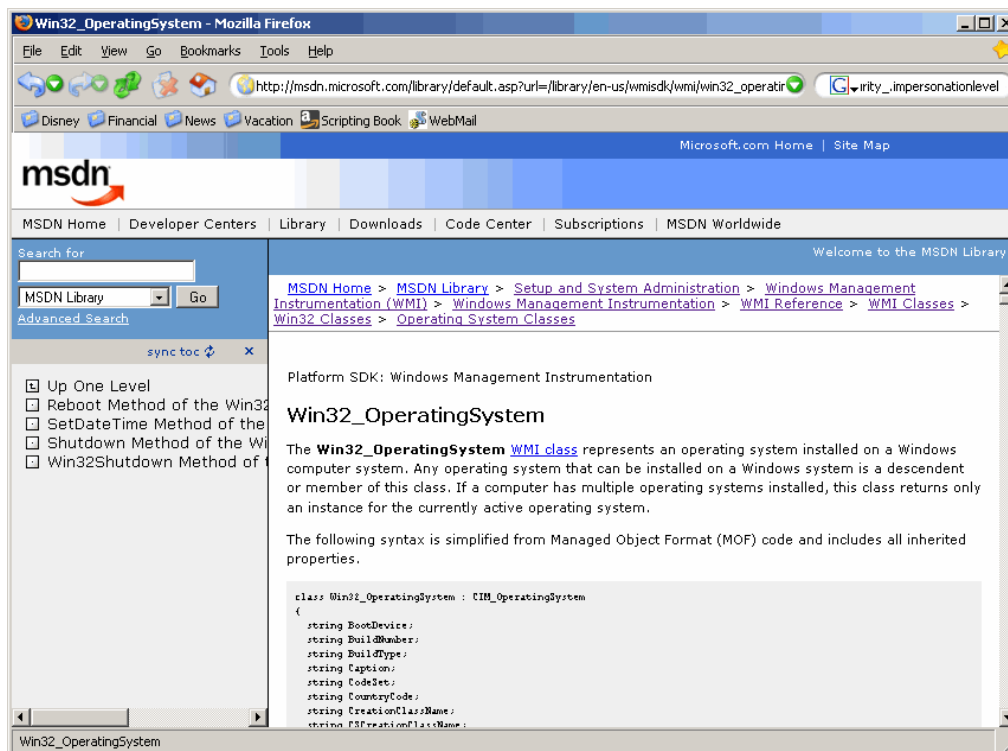 Win32_OperatingSystem - Mozilla Firefox
File Edit View Go Bookmarks Tools Help
http://msdn.microsoft.com/library/default.asp?url=/library/en-us/wmisdk/wmi/win32_operatir
G urity_.impersonationlevel
Disney Financial News Vacation Scripting Book WebMail
Microsoft.com Home | Site Map
msdn
MSDN Home | Developer Centers | Library | Downloads | Code Center | Subscriptions | MSDN Worldwide
Welcome to the MSDN Library
Search for
MSDN Library Go
Advanced Search
sync toc ×
Up One Level
Reboot Method of the Win32
SetDateTime Method of the
Shutdown Method of the Wi
Win32Shutdown Method of t
MSDN Home > MSDN Library > Setup and System Administration > Windows Management
Instrumentation (WMI) > Windows Management Instrumentation > WMI Reference > WMI Classes >
Win32 Classes > Operating System Classes
Platform SDK: Windows Management Instrumentation
Win32_OperatingSystem
The Win32_OperatingSystem WMI class represents an operating system installed on a Windows
computer system. Any operating system that can be installed on a Windows system is a descendent
or member of this class. If a computer has multiple operating systems installed, this class returns only
an instance for the currently active operating system.
The following syntax is simplified from Managed Object Format (MOF) code and includes all inherited
properties.
class Win32_OperatingSystem : CIM_OperatingSystem
{
string BootDevice;
string BuildNumber;
string BuildType;
string Caption;
string CodeSet;
string CountryCode;
string CreationClassName;
string CSCreationClassName;
Win32_OperatingSystem